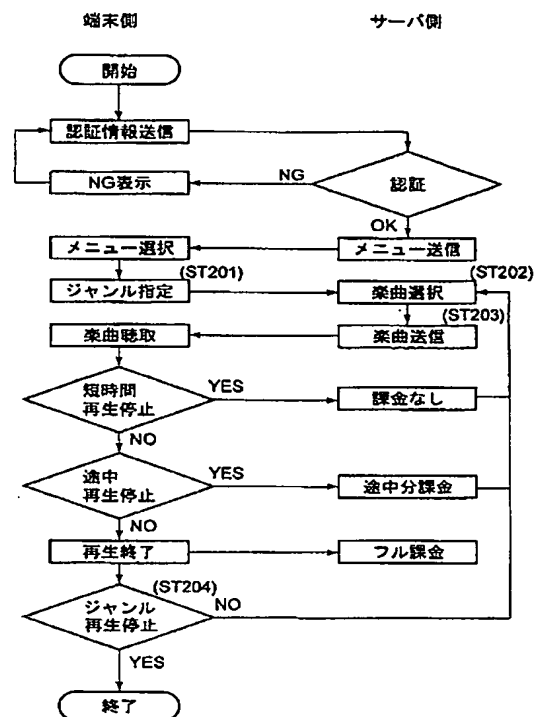 端末側
サーバ側
開始
認証情報送信
NG表示
NG
認証
OK
メニュー選択
メニュー送信
(ST201)
(ST202)
ジャンル指定
楽曲選択
(ST203)
楽曲聴取
楽曲送信
短時間
再生停止
YES
課金なし
NO
途中
再生停止
YES
途中分課金
NO
再生終了
フル課金
(ST204)
ジャンル
再生停止
NO
YES
終了